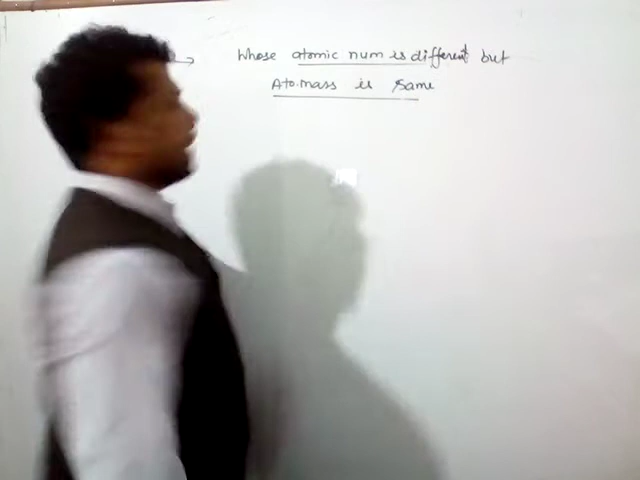 → Whose atomic num is different but
Ato.mass is same